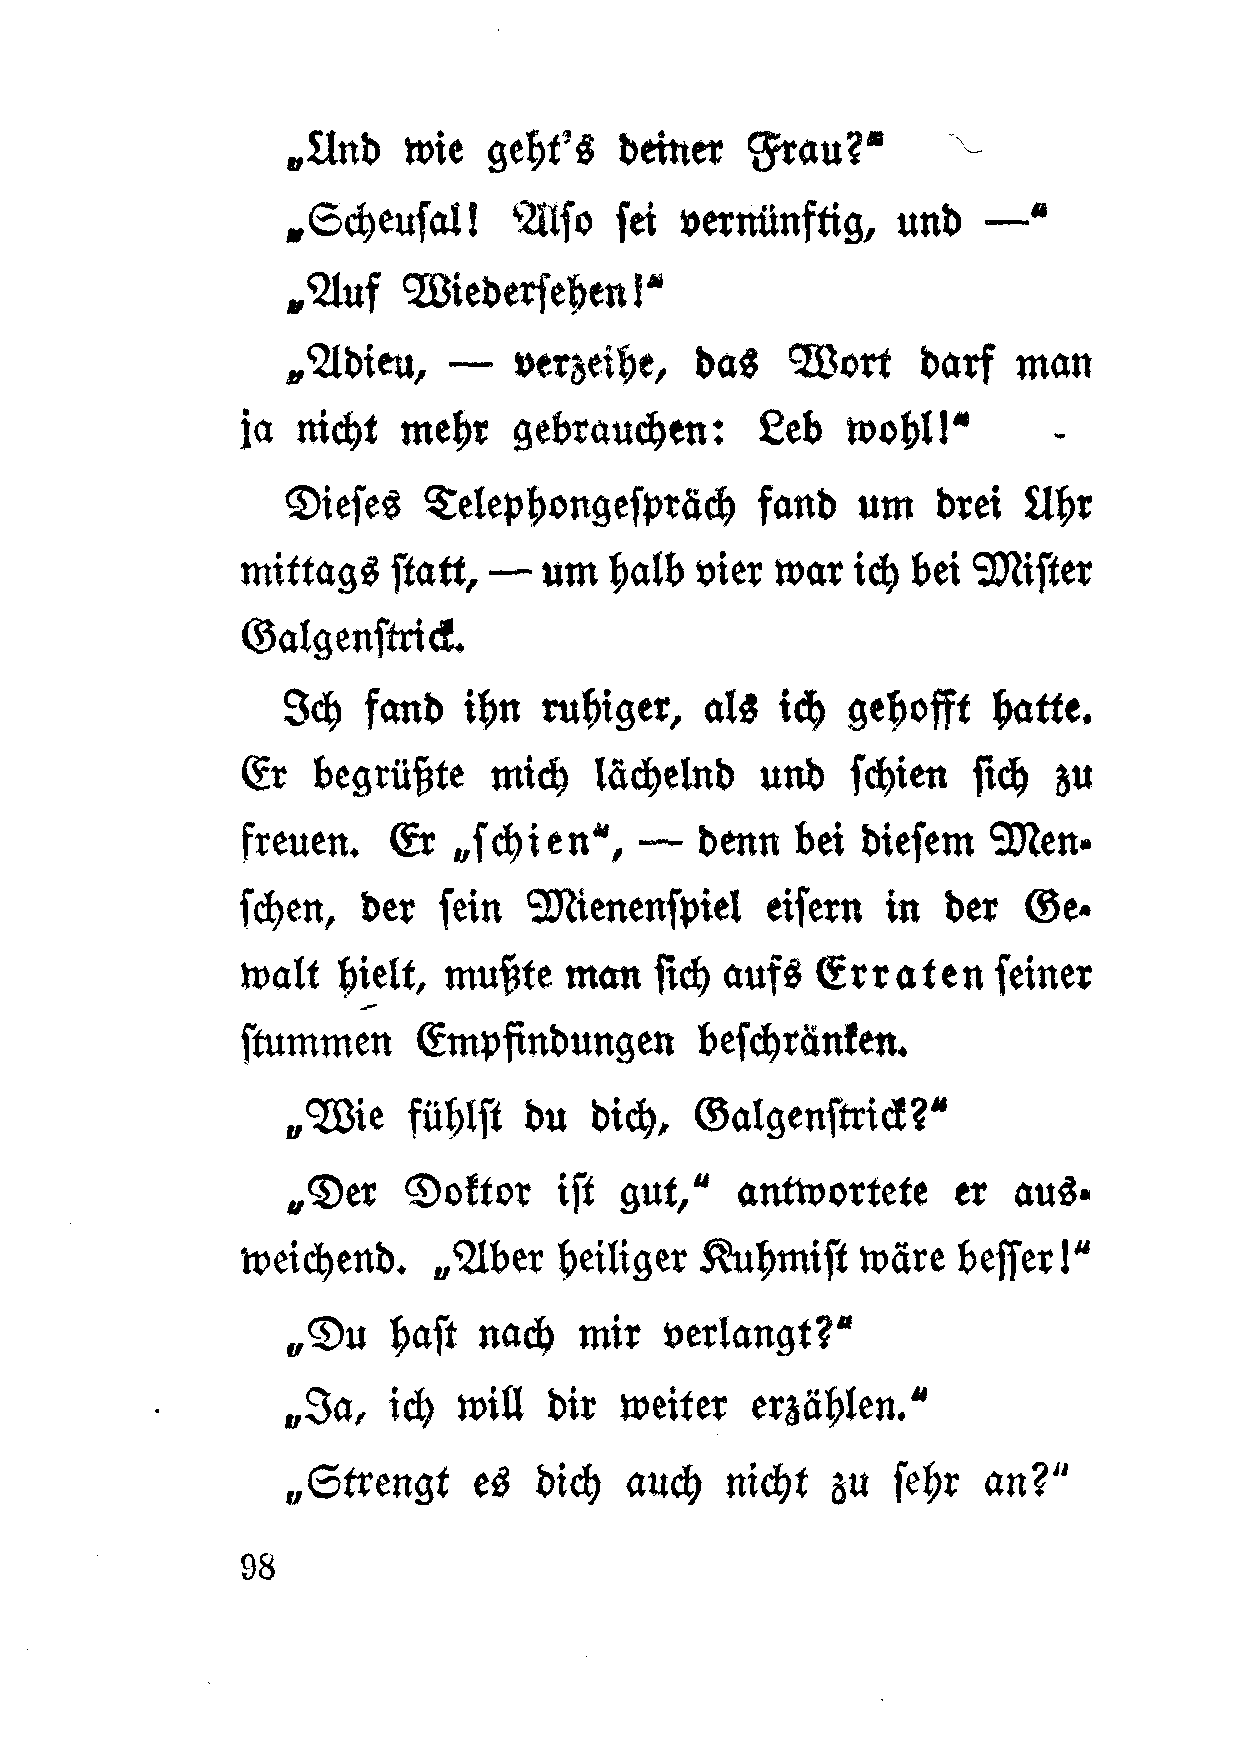 „Und wie geht's deiner Frau?“
„Scheusal! Also sei vernünftig, und —“
„Auf Wiedersehen!“
„Adieu, — verzeihe, das Wort darf man
ja nicht mehr gebrauchen: Leb wohl!“
Dieses Telephongespräch fand um drei Uhr
mittags statt, — um halb vier war ich bei Mister
Galgenstrick.
Ich fand ihn ruhiger, als ich gehofft hatte.
Er begrüßte mich lächelnd und schien sich zu
freuen. Er „schien“, — denn bei diesem Men-
schen, der sein Mienenspiel eisern in der Ge-
walt hielt, mußte man sich aufs Erraten seiner
stummen Empfindungen beschränken.
„Wie fühlst du dich, Galgenstrick?“
„Der Doktor ist gut,“ antwortete er aus-
weichend. „Aber heiliger Kuhmist wäre besser!“
„Du hast nach mir verlangt?“
„Ja, ich will dir weiter erzählen.“
„Strengt es dich auch nicht zu sehr an?“
98